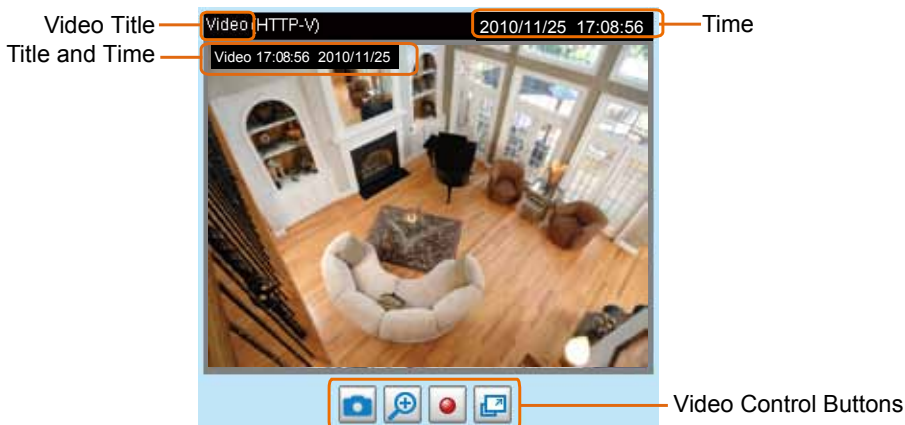 Video Title
Video (HTTP-V)
2010/11/25 17:08:56
Time
Title and Time
Video 17:08:56 2010/11/25
Video Control Buttons